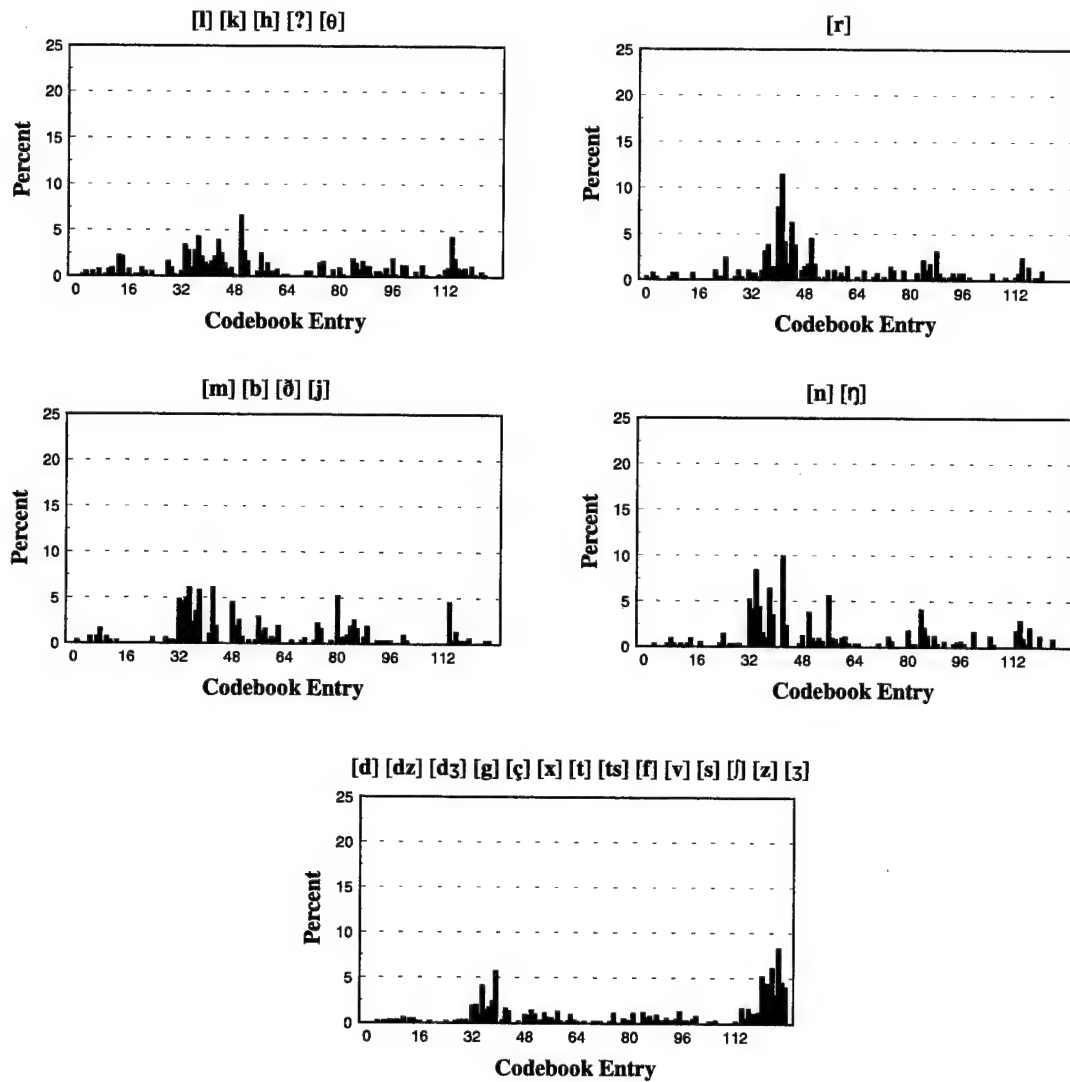 [l] [k] [h] [?] [θ]
25
20
15
10
5
0
Percent
0 16 32 48 64 80 96 112
Codebook Entry
[r]
25
20
15
10
5
0
Percent
0 16 32 48 64 80 96 112
Codebook Entry
[m] [b] [ð] [j]
25
20
15
10
5
0
Percent
0 16 32 48 64 80 96 112
Codebook Entry
[n] [ŋ]
25
20
15
10
5
0
Percent
0 16 32 48 64 80 96 112
Codebook Entry
[d] [dz] [dʒ] [g] [ç] [x] [t] [ts] [f] [v] [s] [ʃ] [z] [ʒ]
25
20
15
10
5
0
Percent
0 16 32 48 64 80 96 112
Codebook Entry